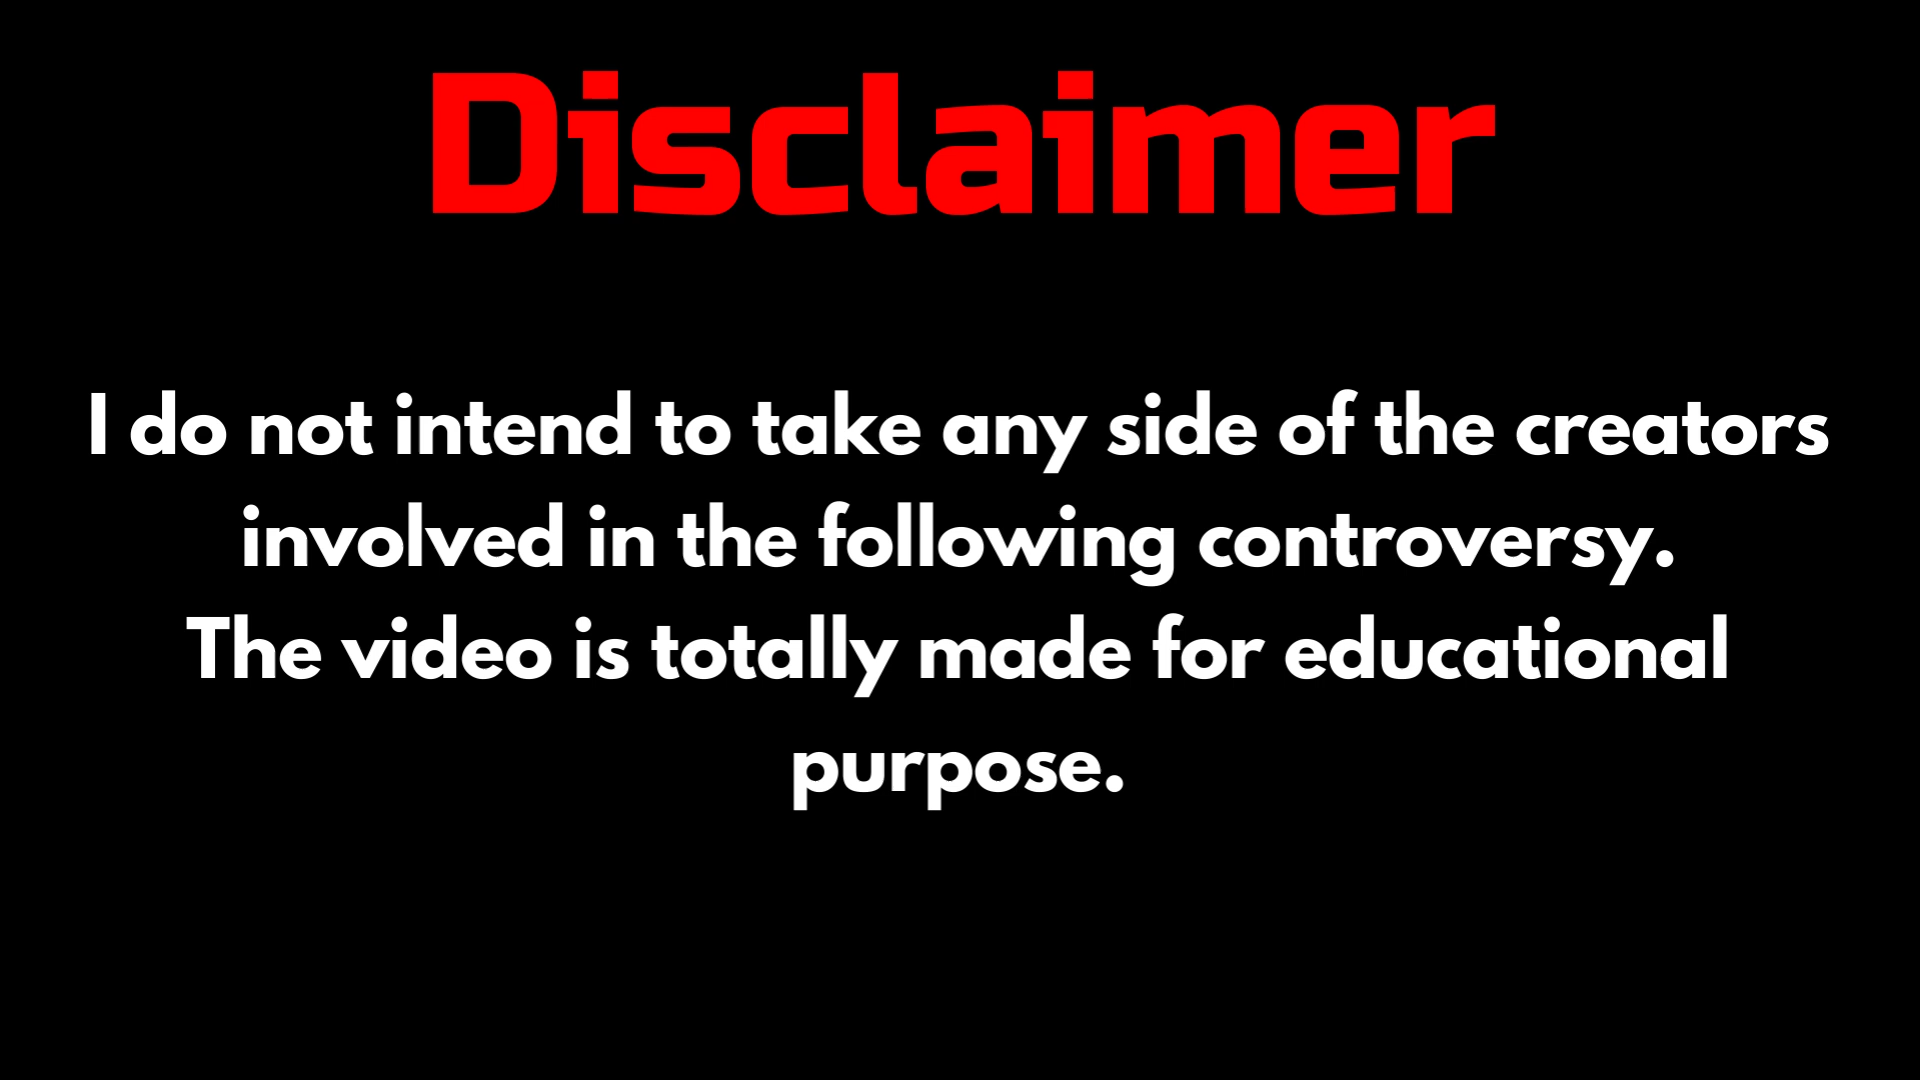 Disclaimer
I do not intend to take any side of the creators
involved in the following controversy.
The video is totally made for educational
purpose.